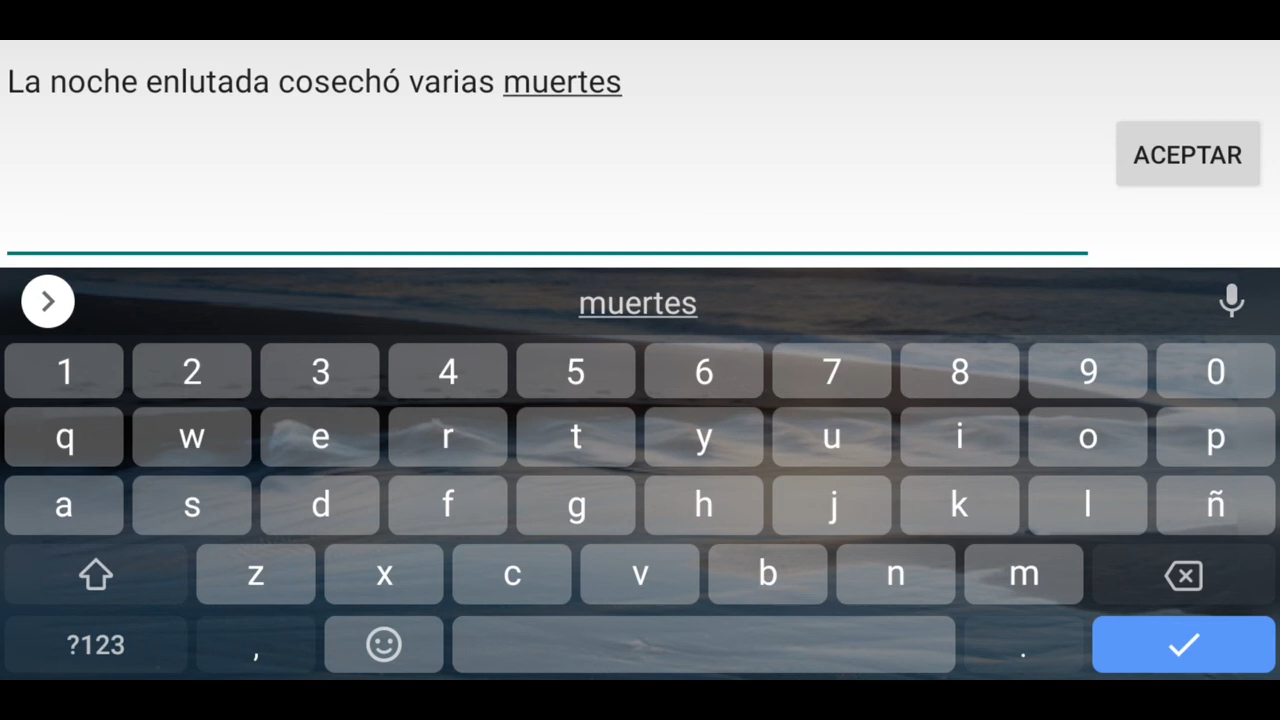 La noche enlutada cosechó varias muertes
ACEPTAR
muertes
1 2 3 4 5 6 7 8 9 0
q w e r t y u i o p
a s d f g h j k l ñ
z x c v b n m
?123 , .